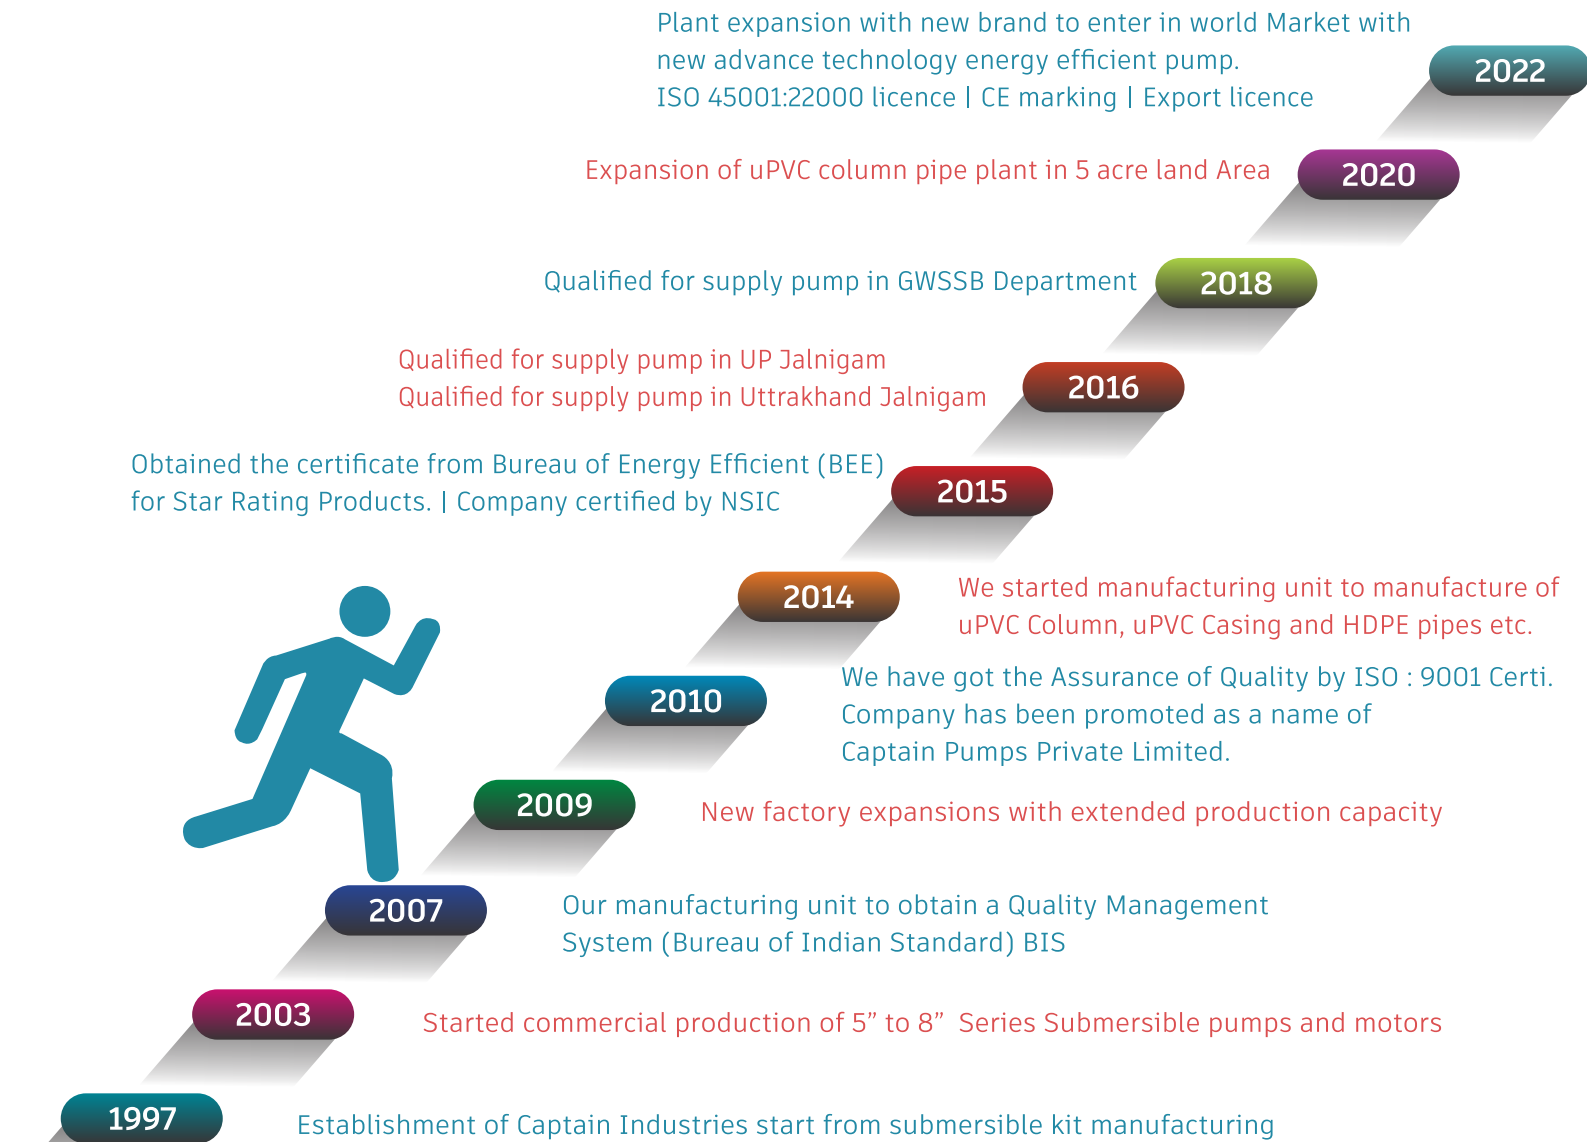 Plant expansion with new brand to enter in world Market with
new advance technology energy efficient pump.
ISO 45001:22000 licence | CE marking | Export licence
2022
Expansion of uPVC column pipe plant in 5 acre land Area
2020
Qualified for supply pump in GWSSB Department
2018
Qualified for supply pump in UP Jalnigam
Qualified for supply pump in Uttrakhand Jalnigam
2016
Obtained the certificate from Bureau of Energy Efficient (BEE)
for Star Rating Products. | Company certified by NSIC
2015
2014
We started manufacturing unit to manufacture of
uPVC Column, uPVC Casing and HDPE pipes etc.
2010
We have got the Assurance of Quality by ISO : 9001 Certi.
Company has been promoted as a name of
Captain Pumps Private Limited.
2009
New factory expansions with extended production capacity
2007
Our manufacturing unit to obtain a Quality Management
System (Bureau of Indian Standard) BIS
2003
Started commercial production of 5” to 8” Series Submersible pumps and motors
1997
Establishment of Captain Industries start from submersible kit manufacturing